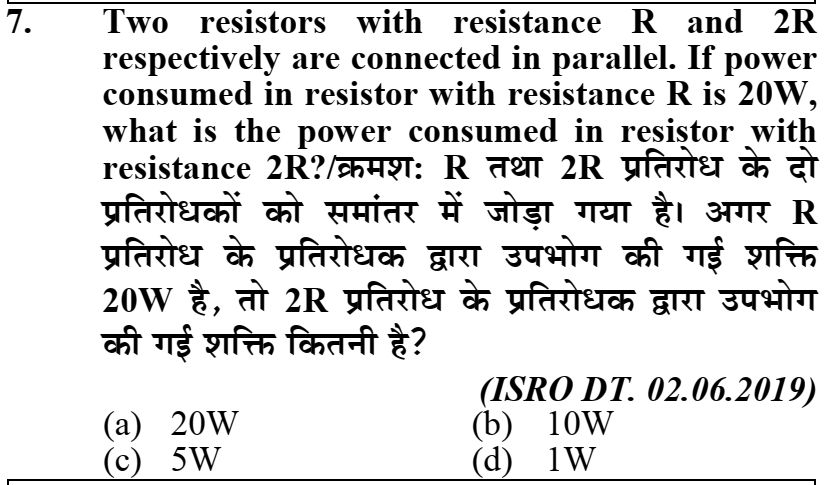 7. Two resistors with resistance R and 2R
respectively are connected in parallel. If power
consumed in resistor with resistance R is 20W,
what is the power consumed in resistor with
resistance 2R?/क्रमश: R तथा 2R प्रतिरोध के दो
प्रतिरोधकों को समांतर में जोड़ा गया है। अगर R
प्रतिरोध के प्रतिरोधक द्वारा उपभोग की गई शक्ति
20W है, तो 2R प्रतिरोध के प्रतिरोधक द्वारा उपभोग
की गई शक्ति कितनी है?
(ISRO DT. 02.06.2019)
(a) 20W (b) 10W
(c) 5W (d) 1W